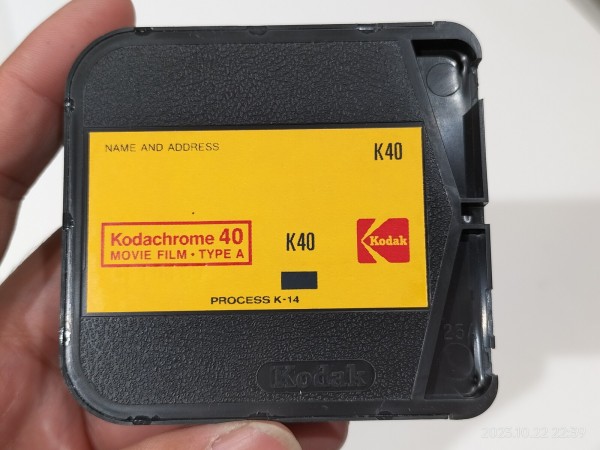 NAME AND ADDRESS
K40
Kodachrome 40
MOVIE FILM • TYPE A
K40
Kodak
PROCESS K-14
Kodak
2023.10.22 22:39